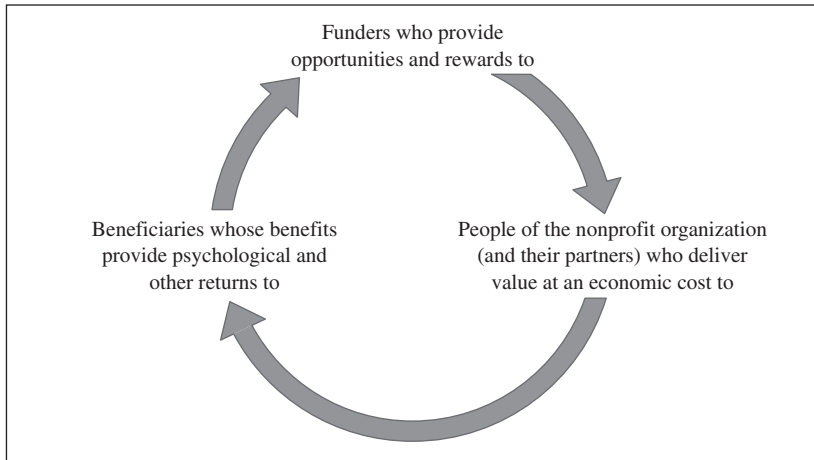 Funders who provide
opportunities and rewards to
Beneficiaries whose benefits
provide psychological and
other returns to
People of the nonprofit organization
(and their partners) who deliver
value at an economic cost to